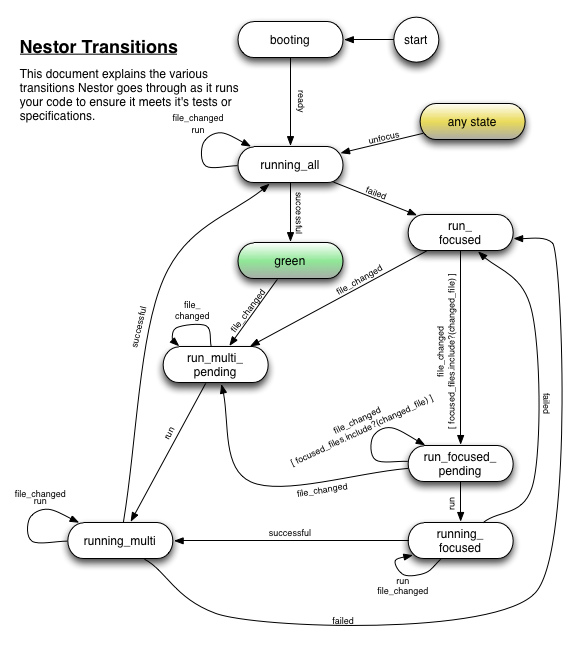 Nestor Transitions
This document explains the various
transitions Nestor goes through as it runs
your code to ensure it meets it's tests or
specifications.
booting
start
ready
any state
unfocus
file_changed
run
running_all
failed
successful
run_
focused
green
file_changed
file_changed
file_changed
[ focused_files.include?(changed_file) ]
file_
changed
successful
run_multi_
pending
failed
run
file_changed
[ focused_files.include?(changed_file) ]
run_focused_
pending
file_changed
run
file_changed
run
running_multi
successful
running_
focused
run
file_changed
failed